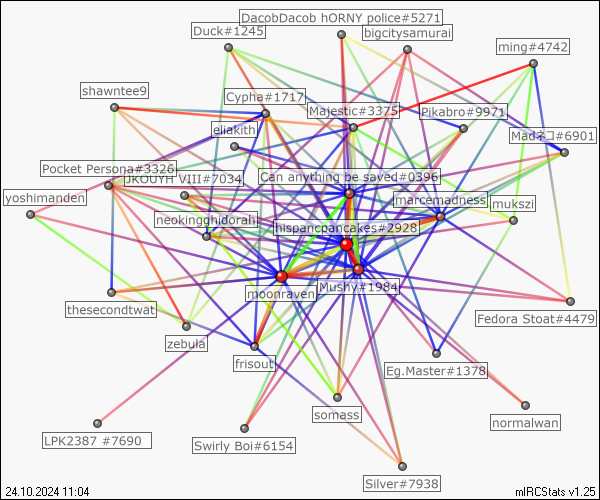 DacobDacob hORNY police#5271
Duck#1245
bigcitysamurai
ming#4742
shawntee9
Cypha#1717
Majestic#3375
Pikabro#9971
eliakith
Madネコ#6901
Pocket Persona#3326
JKOUYH VIII#7034
Can anything be saved#0396
yoshimanden
marcemadness
mukszi
neokingghidorah
hispancpancakes#2928
moonraven
Mushy#1984
thesecondtwat
Fedora Stoat#4479
zebula
frisout
Eg.Master#1378
somass
normalwan
LPK2387 #7690
Swirly Boi#6154
Silver#7938
24.10.2024 11:04
mIRCStats v1.25